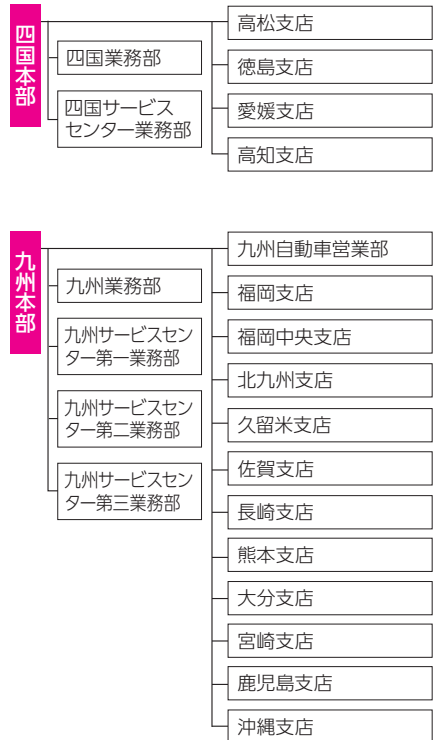 四国本部
四国業務部
四国サービス
センター業務部
高松支店
徳島支店
愛媛支店
高知支店
九州本部
九州業務部
九州サービスセン
ター第一業務部
九州サービスセン
ター第二業務部
九州サービスセン
ター第三業務部
九州自動車営業部
福岡支店
福岡中央支店
北九州支店
久留米支店
佐賀支店
長崎支店
熊本支店
大分支店
宮崎支店
鹿児島支店
沖縄支店